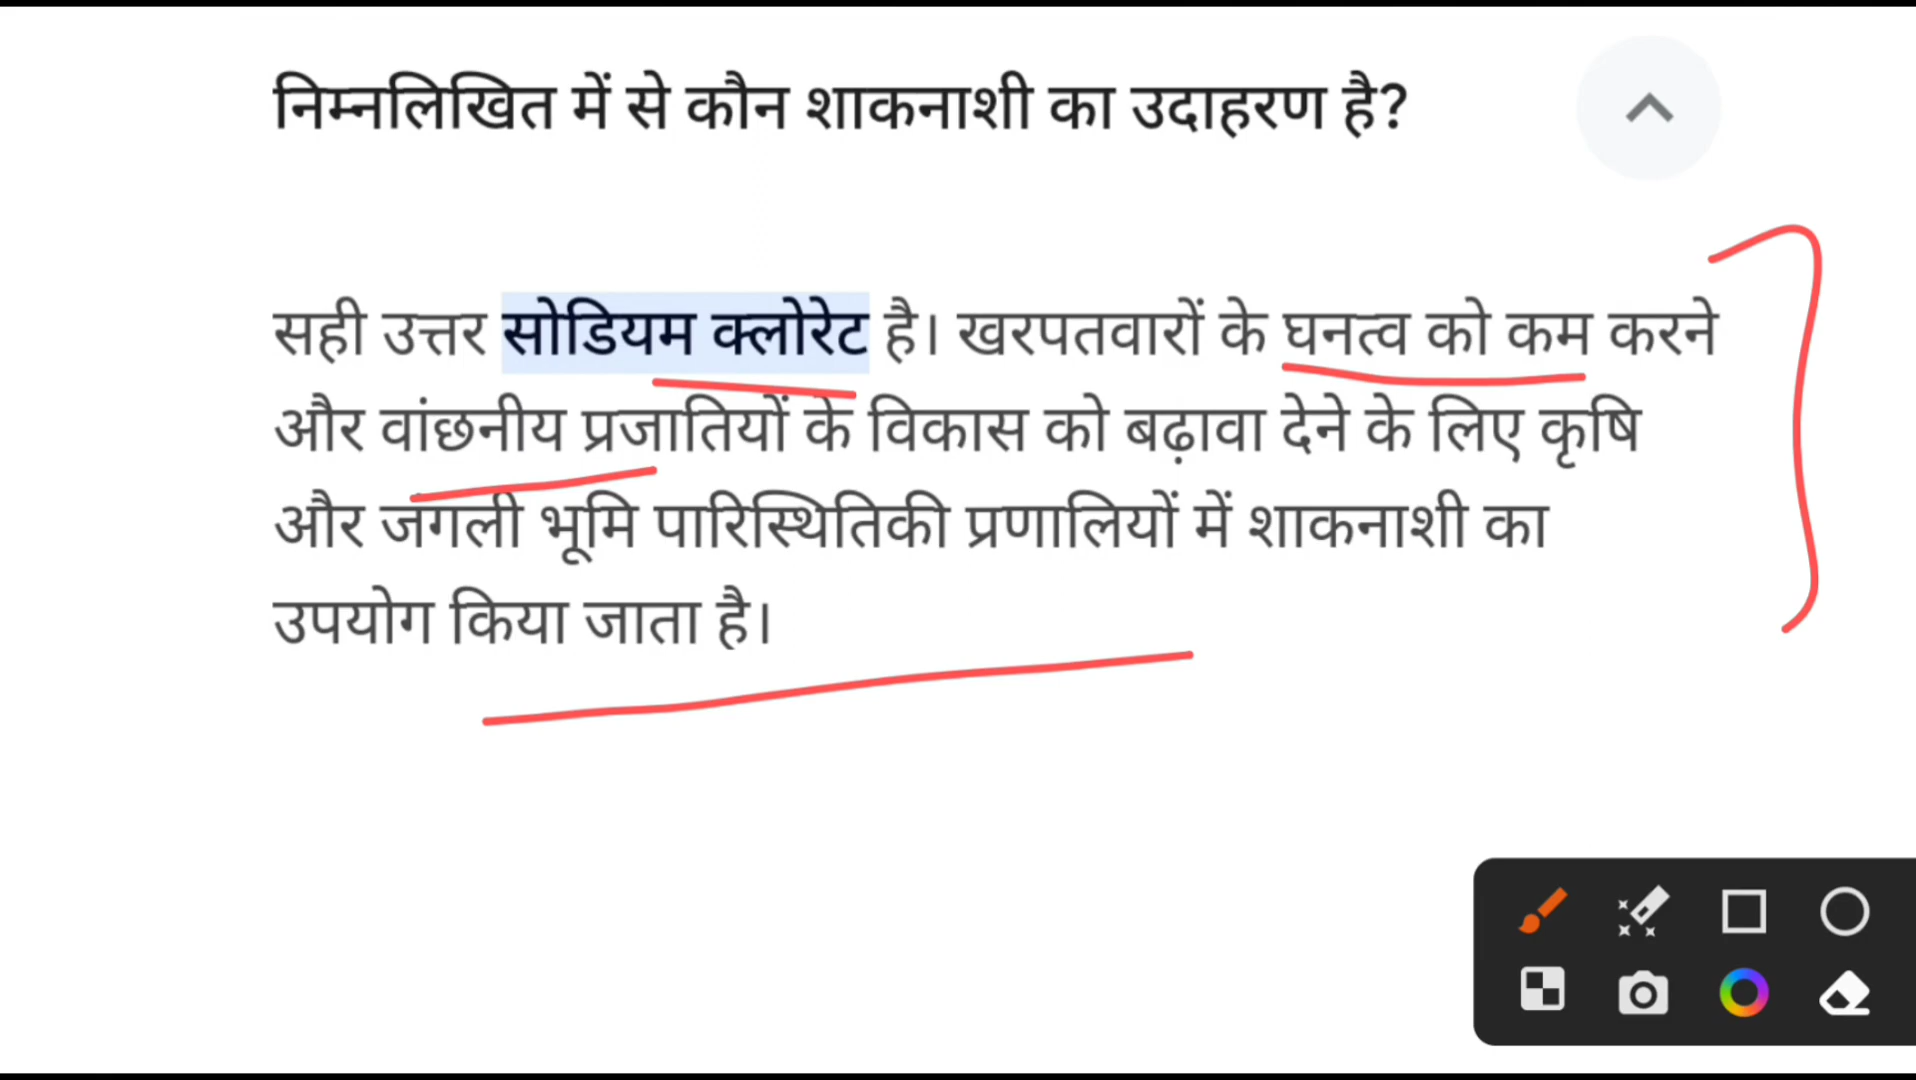 निम्नलिखित में से कौन शाकनाशी का उदाहरण है?
सही उत्तर सोडियम क्लोरेट है। खरपतवारों के घनत्व को कम करने
और वांछनीय प्रजातियों के विकास को बढ़ावा देने के लिए कृषि
और जंगली भूमि पारिस्थितिकी प्रणालियों में शाकनाशी का
उपयोग किया जाता है।